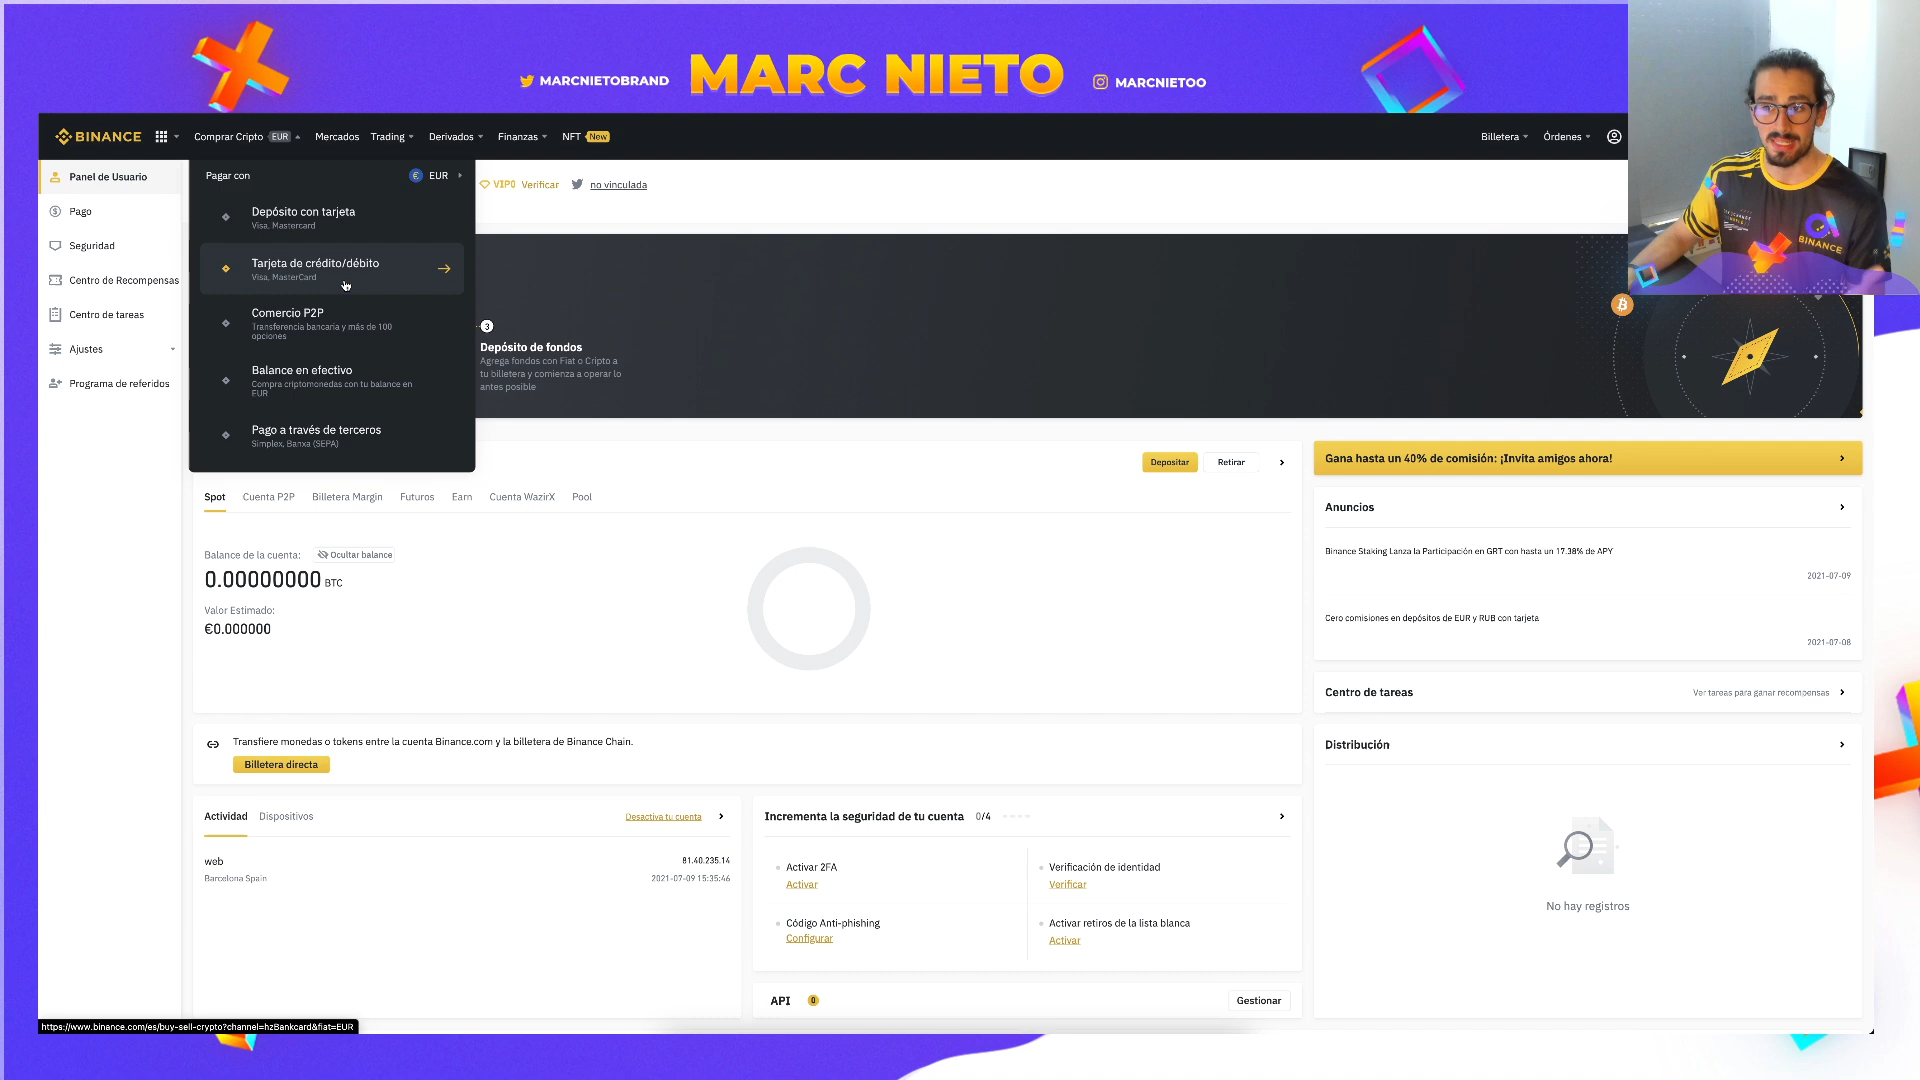 MARCNIETOBRAND
MARC NIETO
MARCNIETOO
BINANCE
Comprar Cripto EUR
Mercados
Trading
Derivados
Finanzas
NFT New
Billetera
Órdenes
Panel de Usuario
Pago
Seguridad
Centro de Recompensas
Centro de tareas
Ajustes
Programa de referidos
Pagar con
EUR
Depósito con tarjeta
Visa, Mastercard
Tarjeta de crédito/débito
Visa, MasterCard
Comercio P2P
Transferencia bancaria y más de 100
opciones
Balance en efectivo
Compra criptomonedas con tu balance en
EUR
Pago a través de terceros
Simplex, Banxa (SEPA)
VIP0 Verificar
no vinculada
3
Depósito de fondos
Agrega fondos con Fiat o Cripto a
tu billetera y comienza a operar lo
antes posible
BINANCE
Depositar
Retirar
Spot
Cuenta P2P
Billetera Margin
Futuros
Earn
Cuenta WazirX
Pool
Balance de la cuenta:
Ocultar balance
0.00000000 BTC
Valor Estimado:
€0.000000
Gana hasta un 40% de comisión: ¡Invita amigos ahora!
Anuncios
Binance Staking Lanza la Participación en GRT con hasta un 17.38% de APY
2021-07-09
Cero comisiones en depósitos de EUR y RUB con tarjeta
2021-07-08
Centro de tareas
Ver tareas para ganar recompensas
Distribución
No hay registros
Transfiere monedas o tokens entre la cuenta Binance.com y la billetera de Binance Chain.
Billetera directa
Actividad
Dispositivos
Desactiva tu cuenta
web
81.40.235.14
Barcelona Spain
2021-07-09 15:35:46
Incrementa la seguridad de tu cuenta 0/4
Activar 2FA
Activar
Verificación de identidad
Verificar
Código Anti-phishing
Configurar
Activar retiros de la lista blanca
Activar
API 0
Gestionar
https://www.binance.com/es/buy-sell-crypto?channel=hzBankcard&fiat=EUR